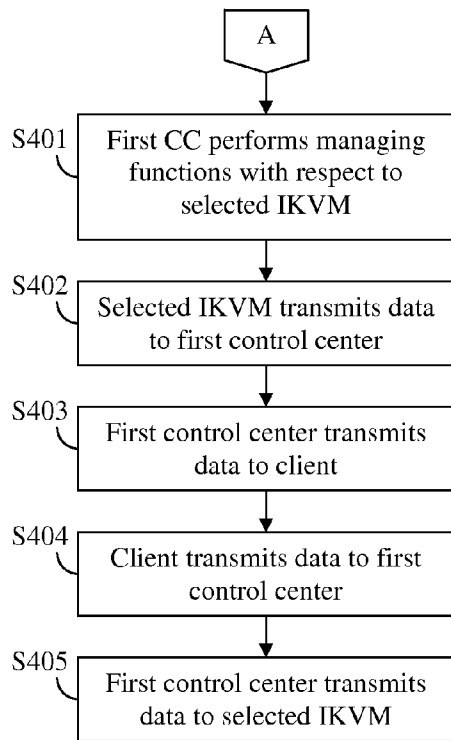 A
S401
First CC performs managing
functions with respect to
selected IKVM
S402
Selected IKVM transmits data
to first control center
S403
First control center transmits
data to client
S404
Client transmits data to first
control center
S405
First control center transmits
data to selected IKVM